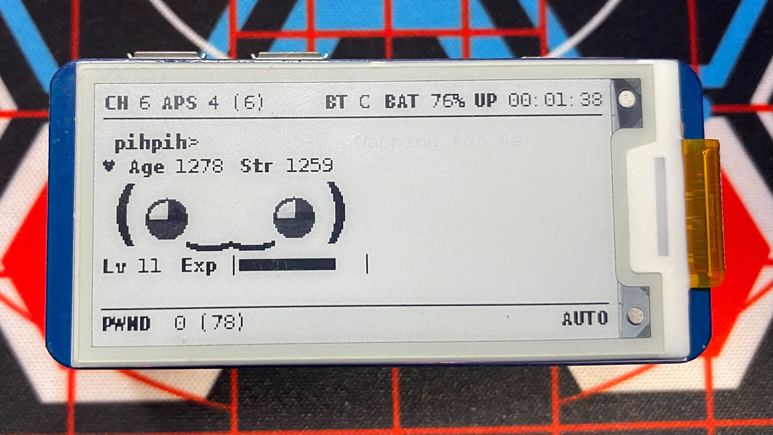 CH 6 APS 4 (6) BT C BAT 76% UP 00:01:38
pihpih> Napping for 4s
♥ Age 1278 Str 1259
Lv 11 Exp | |
PWND 0 (78) AUTO